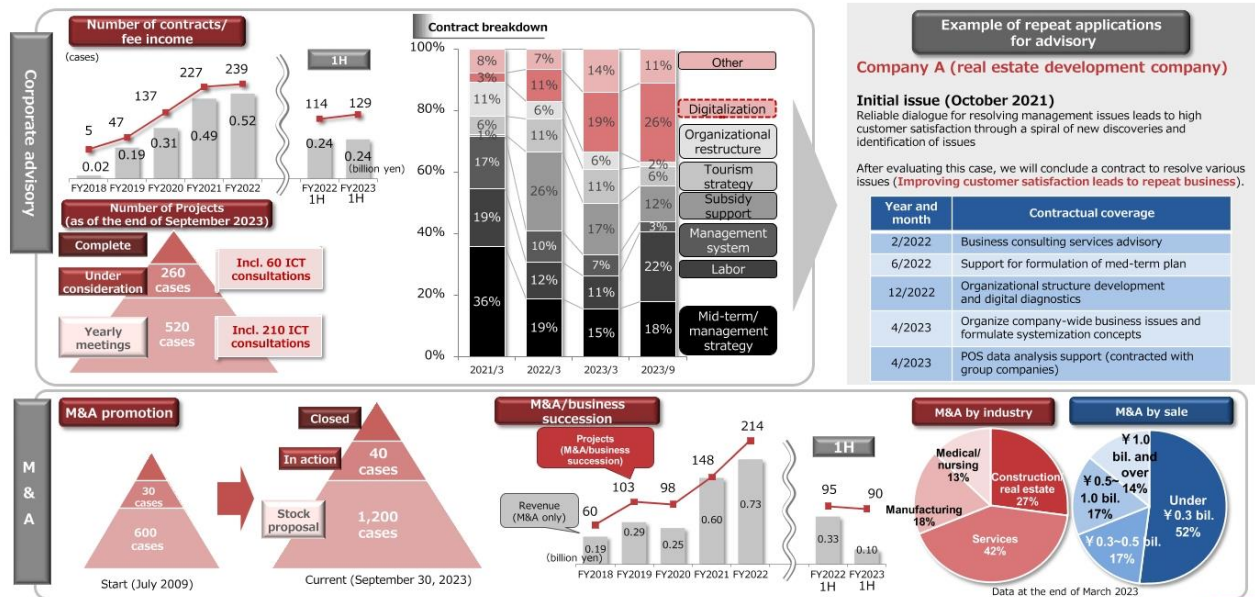 Corporate advisory
Number of contracts/
fee income
(cases)
5
47
137
227
239
0.02
0.19
0.31
0.49
0.52
FY2018 FY2019 FY2020 FY2021 FY2022
1H
114
129
0.24
0.24
(billion yen)
FY2022 FY2023
1H 1H
Number of Projects
(as of the end of September 2023)
Complete
Under
consideration
260
cases
Incl. 60 ICT
consultations
Yearly
meetings
520
cases
Incl. 210 ICT
consultations
Contract breakdown
100%
80%
60%
40%
20%
0%
8%
3%
11%
6%
1%
17%
19%
36%
2021/3
7%
11%
6%
11%
26%
10%
12%
19%
2022/3
14%
19%
6%
11%
17%
7%
11%
15%
2023/3
11%
26%
2%
6%
12%
3%
22%
18%
2023/9
Other
Digitalization
Organizational
restructure
Tourism
strategy
Subsidy
support
Management
system
Labor
Mid-term/
management
strategy
Example of repeat applications
for advisory
Company A (real estate development company)
Initial issue (October 2021)
Reliable dialogue for resolving management issues leads to high
customer satisfaction through a spiral of new discoveries and
identification of issues
After evaluating this case, we will conclude a contract to resolve various
issues (Improving customer satisfaction leads to repeat business).
Year and
month
Contractual coverage
2/2022 Business consulting services advisory
6/2022 Support for formulation of med-term plan
12/2022 Organizational structure development
and digital diagnostics
4/2023 Organize company-wide business issues and
formulate systemization concepts
4/2023 POS data analysis support (contracted with
group companies)
M&A
M&A promotion
30
cases
600
cases
Start (July 2009)
Closed
In action
40
cases
Stock
proposal
1,200
cases
Current (September 30, 2023)
M&A/business
succession
Projects
(M&A/business
succession)
Revenue
(M&A only)
60
103
98
148
214
0.19
0.29
0.25
0.60
0.73
(billion yen)
FY2018 FY2019 FY2020 FY2021 FY2022
1H
95
90
0.33
0.10
FY2022 FY2023
1H 1H
M&A by industry
Medical/
nursing
13%
Construction/
real estate
27%
Manufacturing
18%
Services
42%
M&A by sale
¥1.0
bil. and
over
14%
¥0.5~
1.0 bil.
17%
¥0.3~0.5 bil.
17%
Under
¥0.3 bil.
52%
Data at the end of March 2023